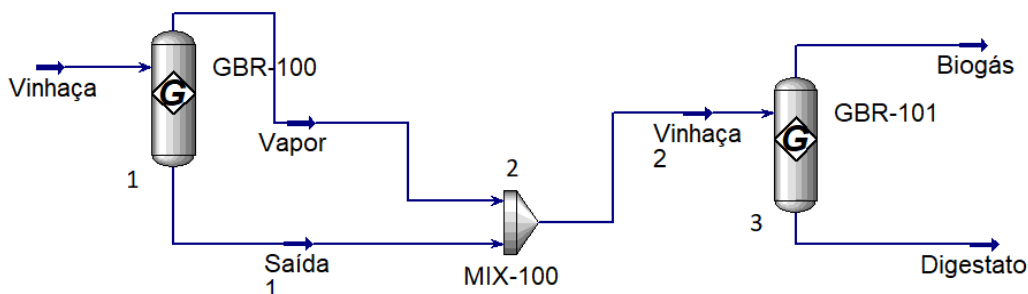 Vinhaça
GBR-100
G
1
Vapor
Saída
1
2
MIX-100
Vinhaça
2
GBR-101
G
3
Biogás
Digestato